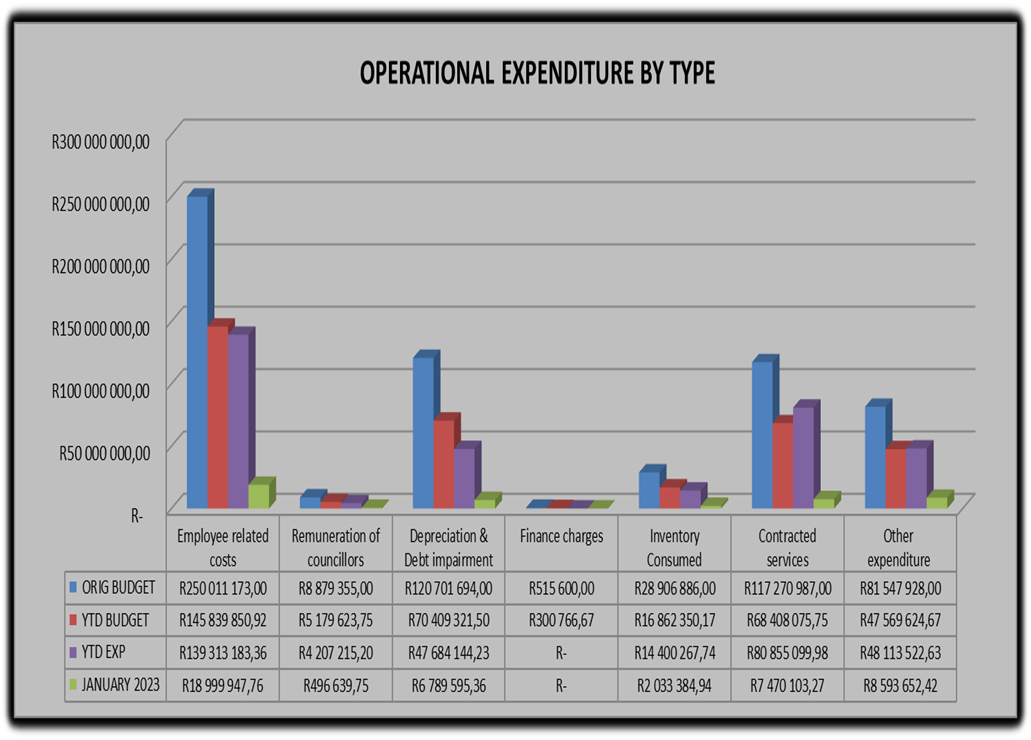 OPERATIONAL EXPENDITURE BY TYPE
R300 000 000,00
R250 000 000,00
R200 000 000,00
R150 000 000,00
R100 000 000,00
R50 000 000,00
R-
Employee related costs
Remuneration of councillors
Depreciation & Debt impairment
Finance charges
Inventory Consumed
Contracted services
Other expenditure
ORIG BUDGET R250 011 173,00 R8 879 355,00 R120 701 694,00 R515 600,00 R28 906 886,00 R117 270 987,00 R81 547 928,00
YTD BUDGET R145 839 850,92 R5 179 623,75 R70 409 321,50 R300 766,67 R16 862 350,17 R68 408 075,75 R47 569 624,67
YTD EXP R139 313 183,36 R4 207 215,20 R47 684 144,23 R- R14 400 267,74 R80 855 099,98 R48 113 522,63
JANUARY 2023 R18 999 947,76 R496 639,75 R6 789 595,36 R- R2 033 384,94 R7 470 103,27 R8 593 652,42